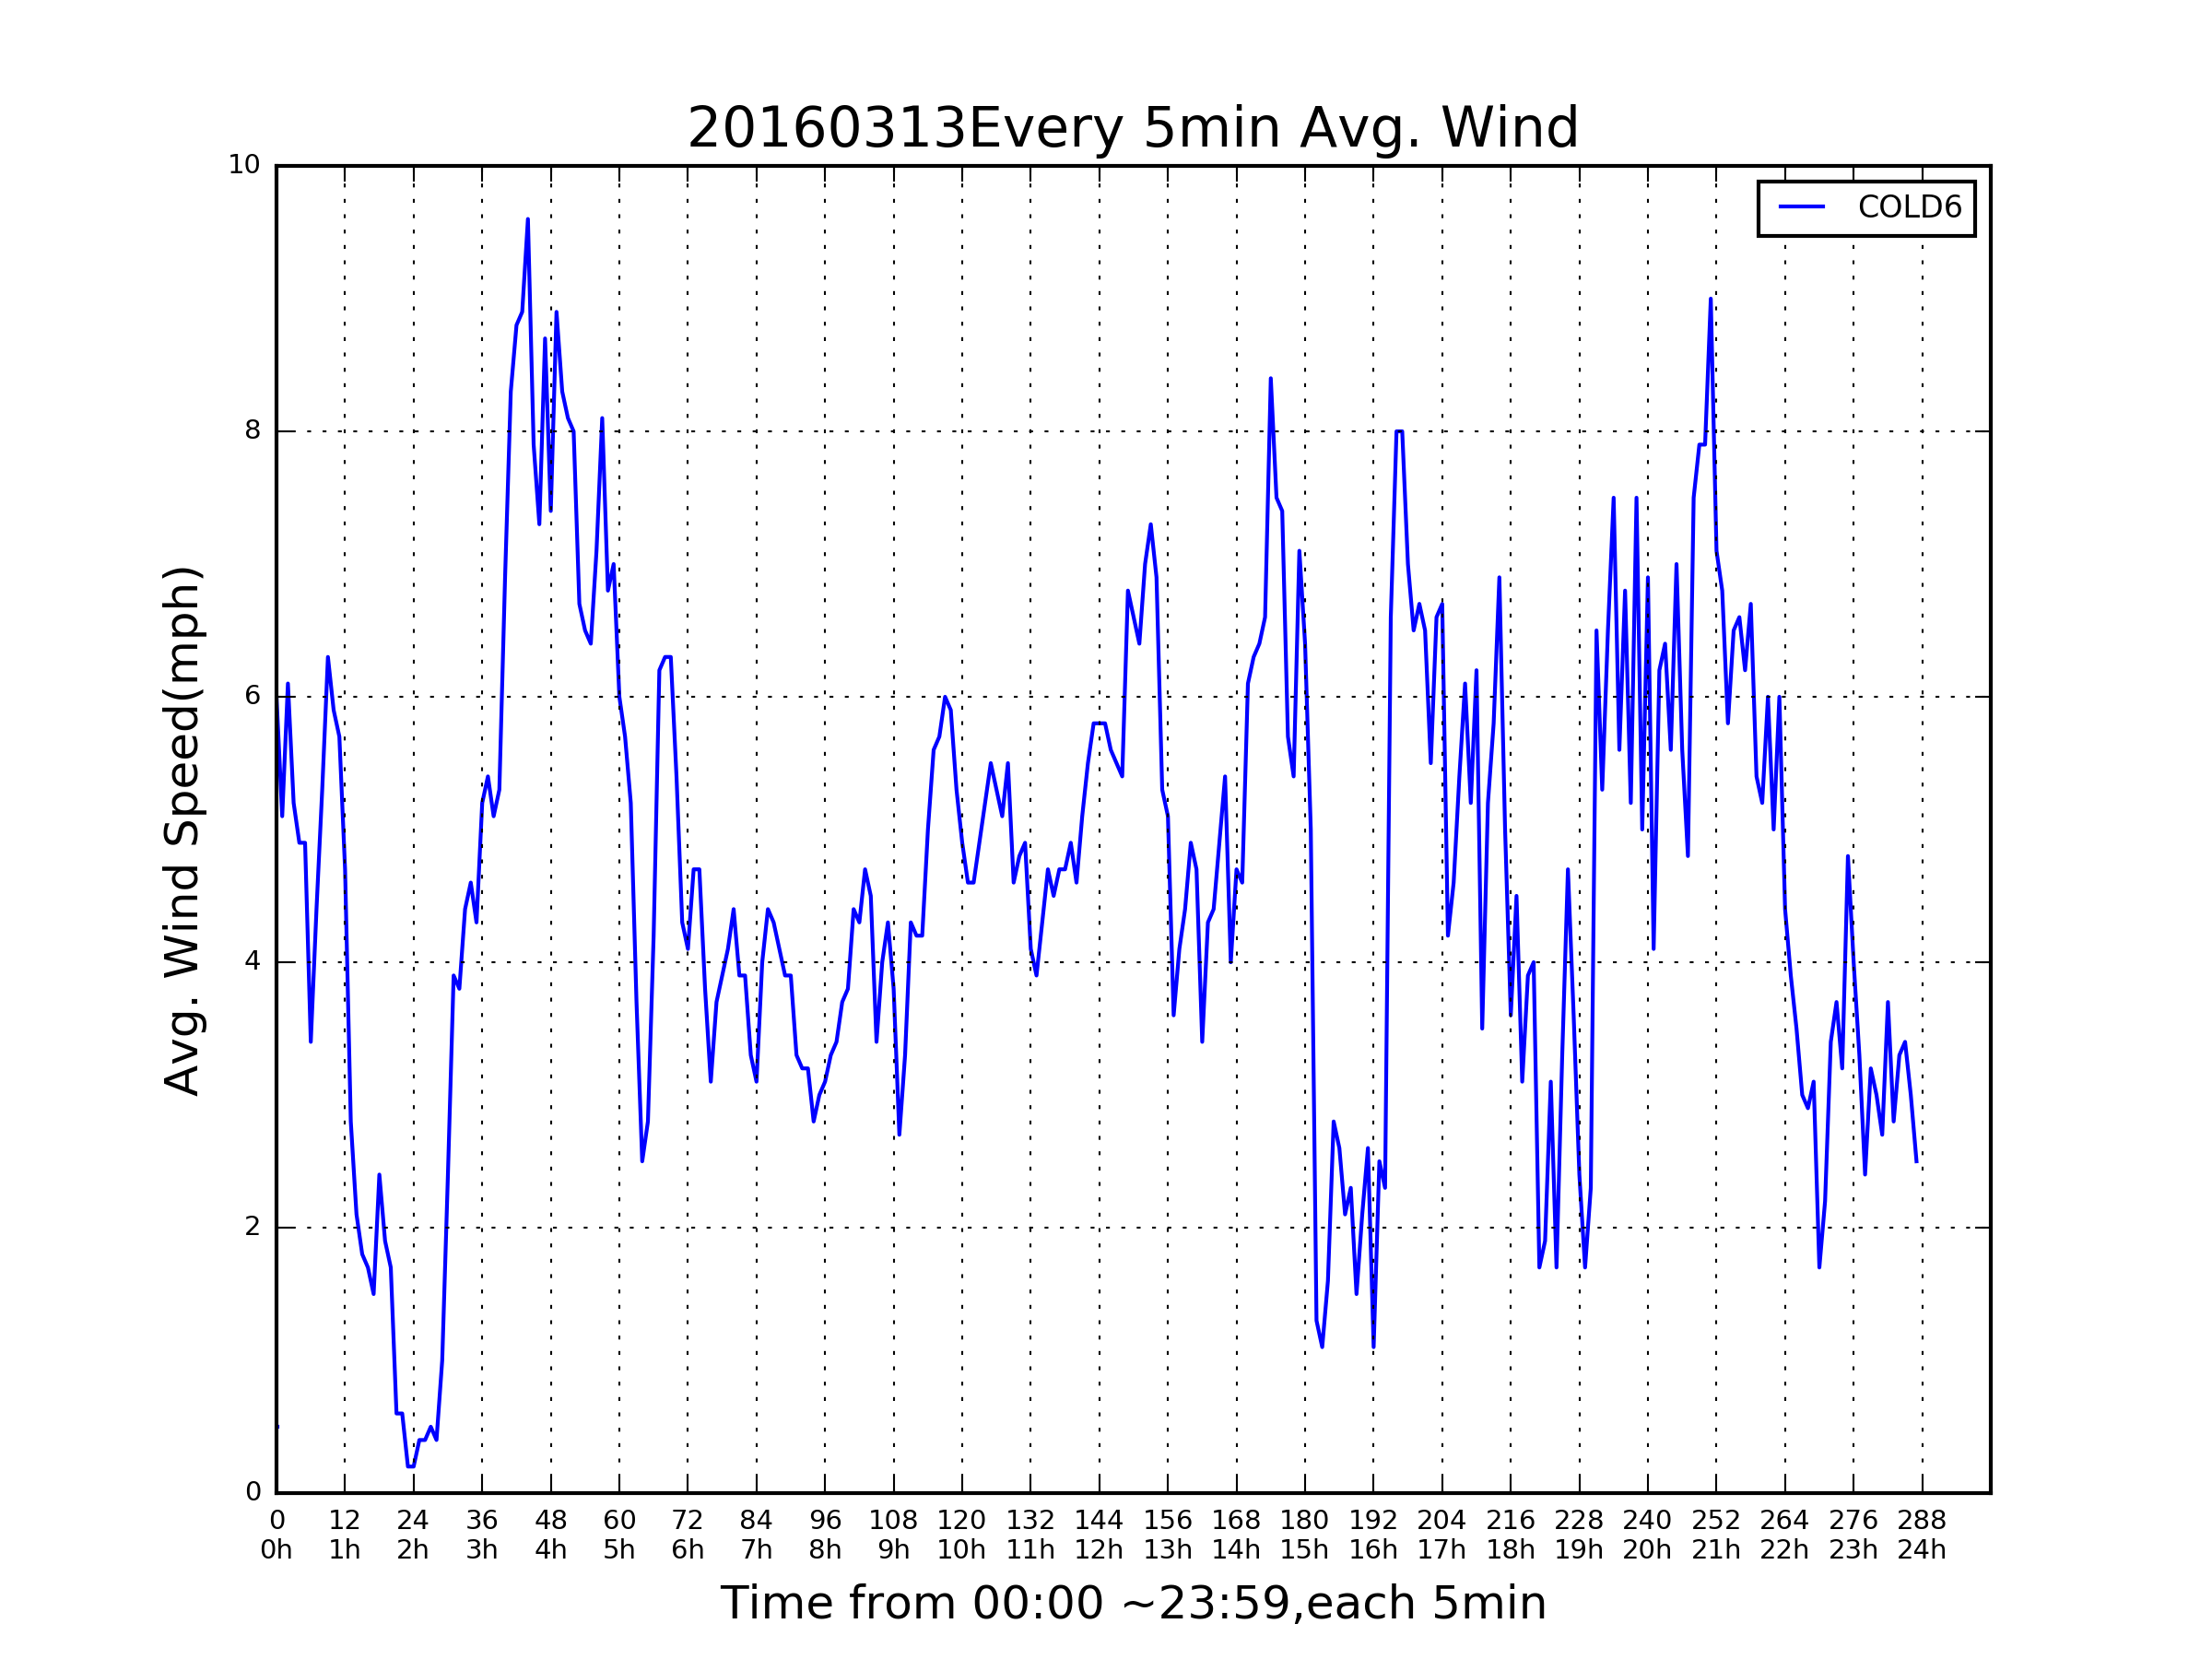 20160313Every 5min Avg. Wind
COLD6
Avg. Wind Speed(mph)
10
8
6
4
2
0
0 12 24 36 48 60 72 84 96 108 120 132 144 156 168 180 192 204 216 228 240 252 264 276 288
0h 1h 2h 3h 4h 5h 6h 7h 8h 9h 10h 11h 12h 13h 14h 15h 16h 17h 18h 19h 20h 21h 22h 23h 24h
Time from 00:00 ~23:59,each 5min